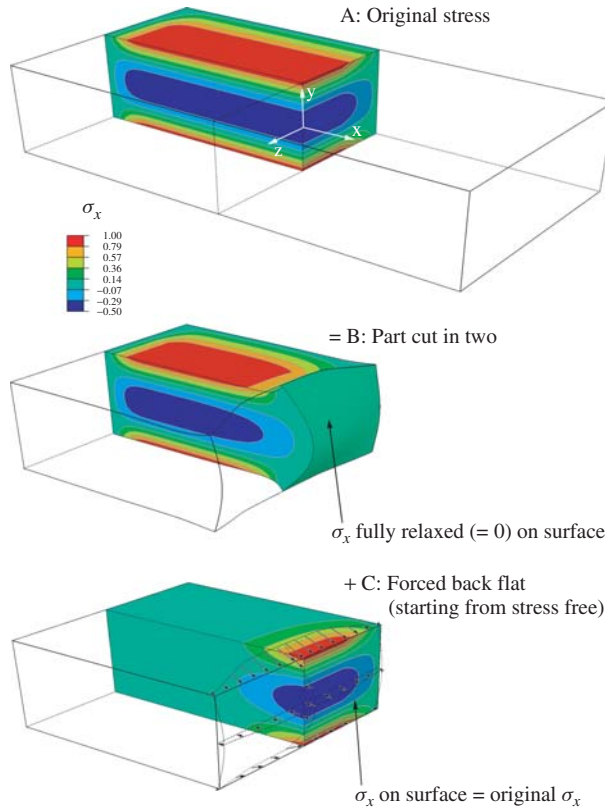 A: Original stress
y
x
z
σx
1.00
0.79
0.57
0.36
0.14
−0.07
−0.29
−0.50
= B: Part cut in two
σx fully relaxed (= 0) on surface
+ C: Forced back flat
(starting from stress free)
σx on surface = original σx